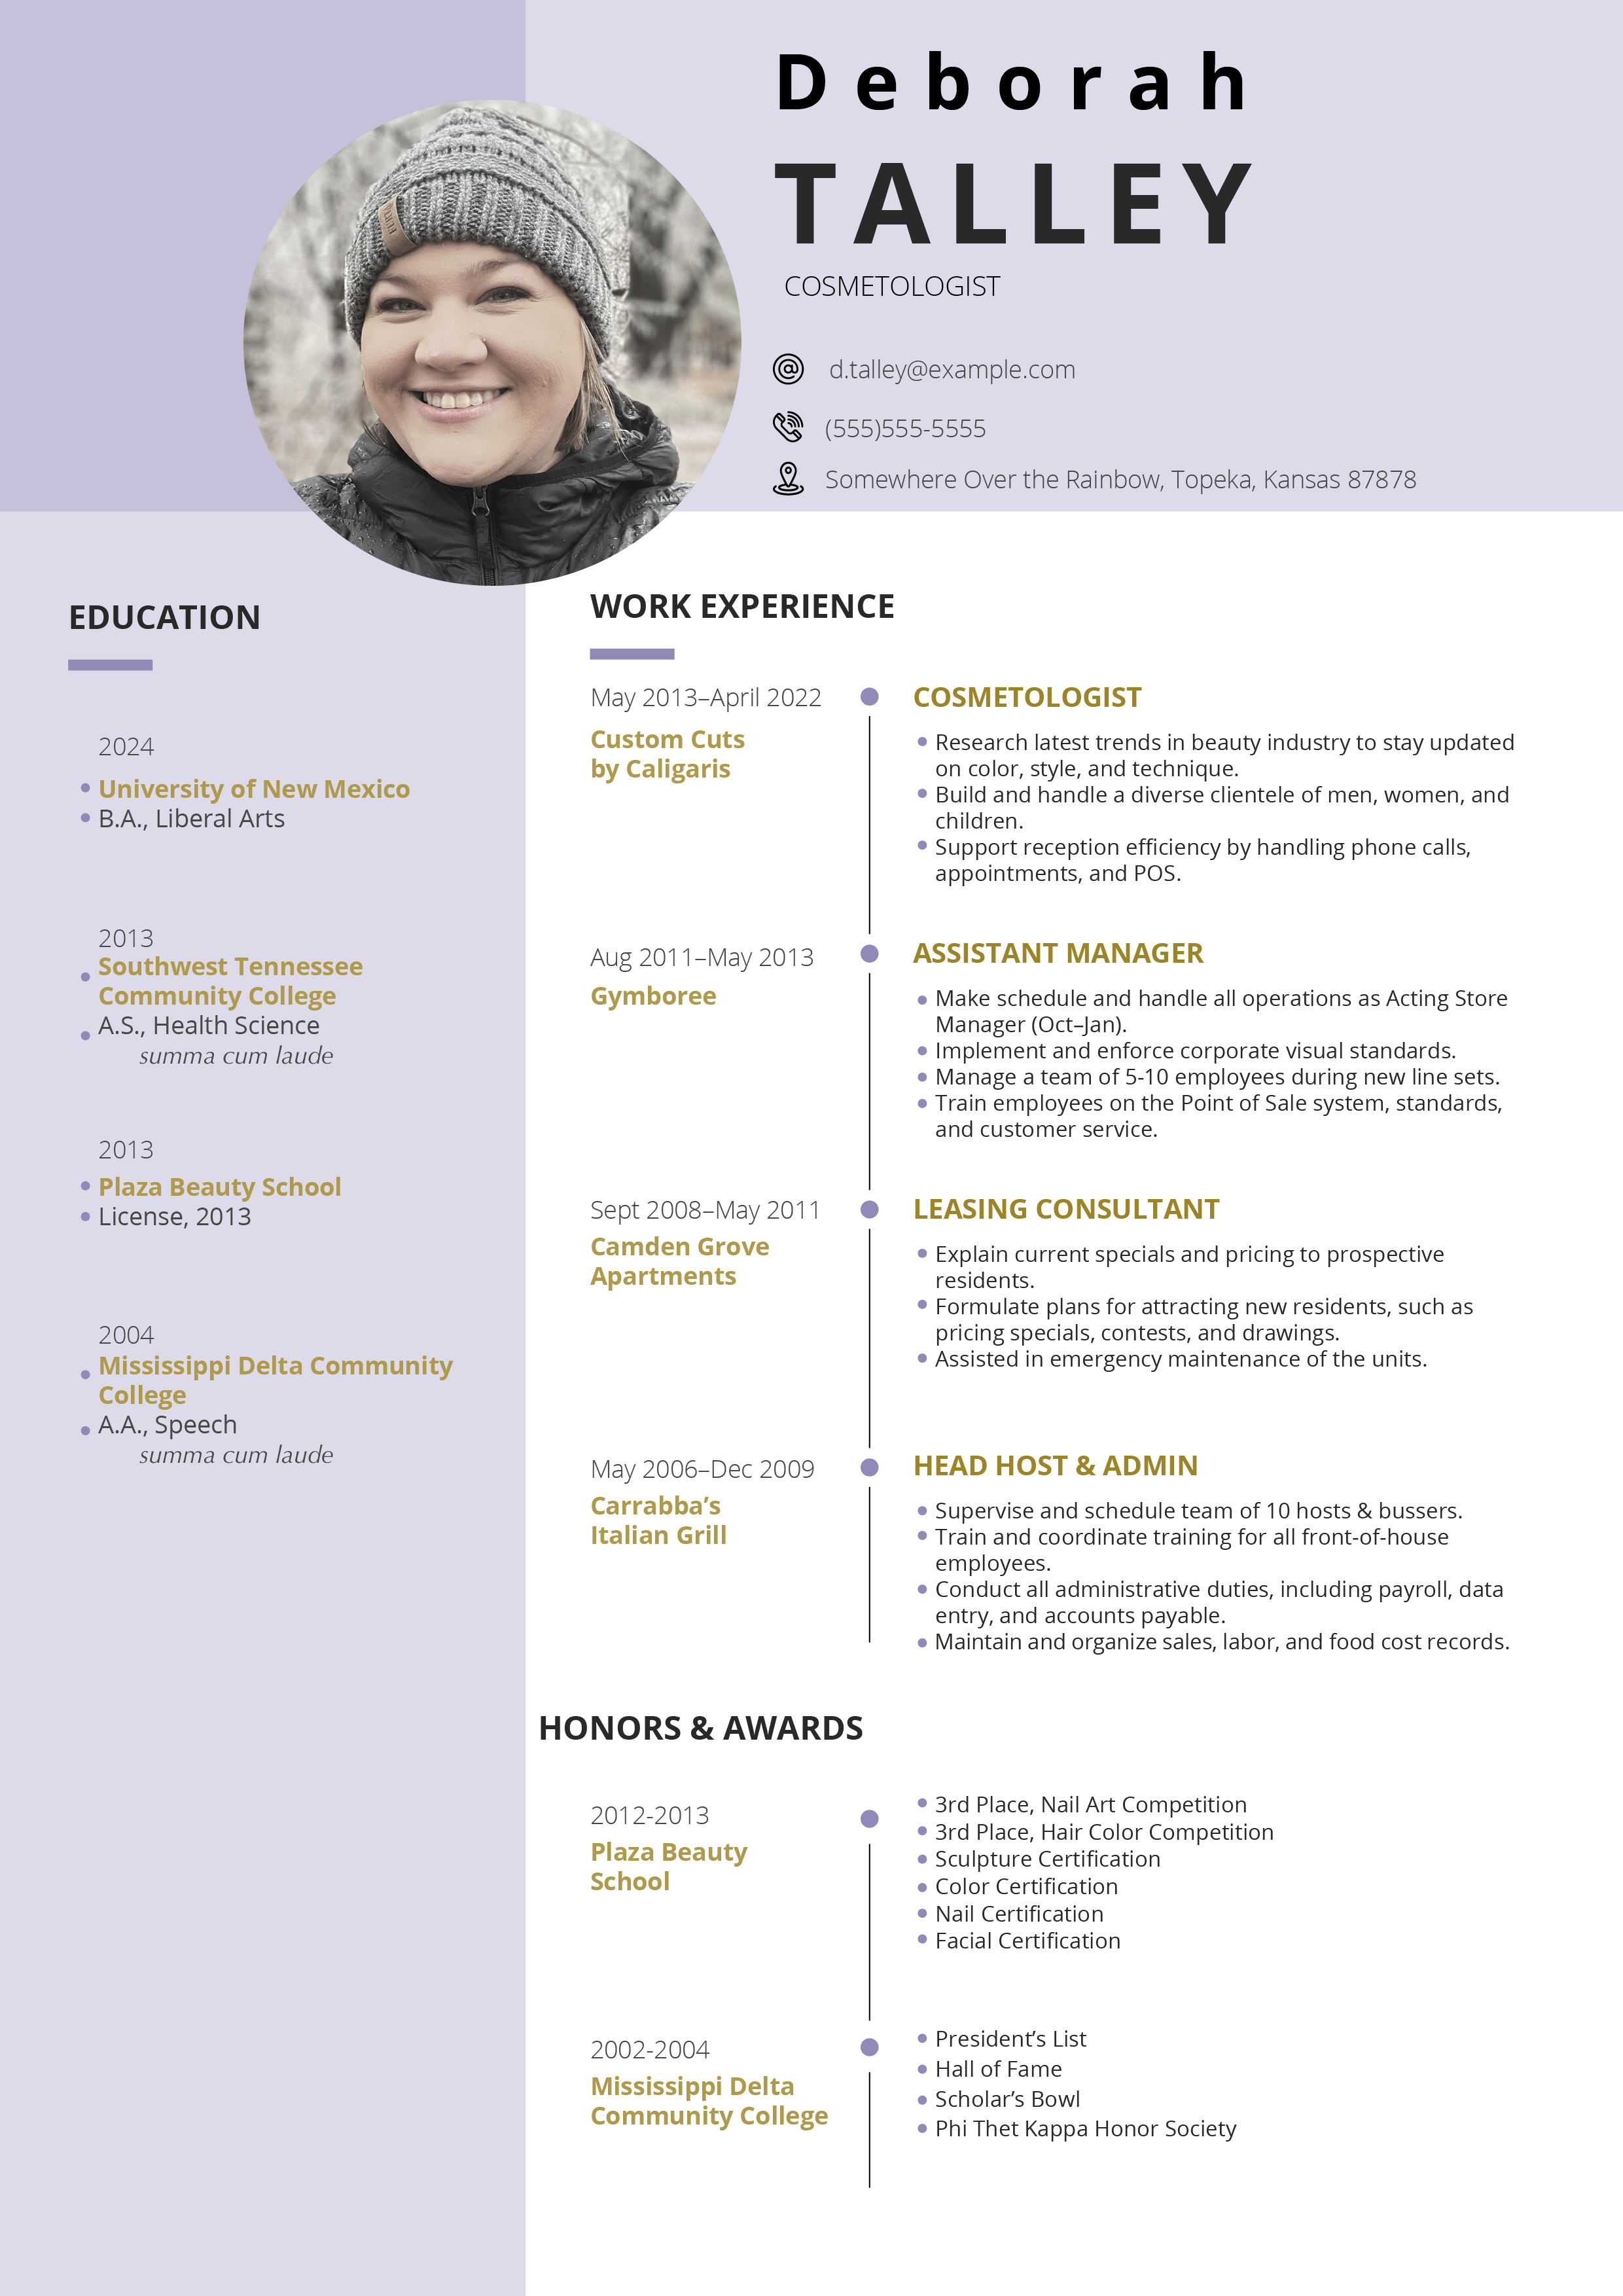 Deborah
TALLEY
COSMETOLOGIST
d.talley@example.com
(555)555-5555
Somewhere Over the Rainbow, Topeka, Kansas 87878
EDUCATION
2024
University of New Mexico
B.A., Liberal Arts
2013
Southwest Tennessee
Community College
A.S., Health Science
summa cum laude
2013
Plaza Beauty School
License, 2013
2004
Mississippi Delta Community
College
A.A., Speech
summa cum laude
WORK EXPERIENCE
May 2013–April 2022
Custom Cuts
by Caligaris
COSMETOLOGIST
Research latest trends in beauty industry to stay updated
on color, style, and technique.
Build and handle a diverse clientele of men, women, and
children.
Support reception efficiency by handling phone calls,
appointments, and POS.
Aug 2011–May 2013
Gymboree
ASSISTANT MANAGER
Make schedule and handle all operations as Acting Store
Manager (Oct–Jan).
Implement and enforce corporate visual standards.
Manage a team of 5-10 employees during new line sets.
Train employees on the Point of Sale system, standards,
and customer service.
Sept 2008–May 2011
Camden Grove
Apartments
LEASING CONSULTANT
Explain current specials and pricing to prospective
residents.
Formulate plans for attracting new residents, such as
pricing specials, contests, and drawings.
Assisted in emergency maintenance of the units.
May 2006–Dec 2009
Carrabba’s
Italian Grill
HEAD HOST & ADMIN
Supervise and schedule team of 10 hosts & bussers.
Train and coordinate training for all front-of-house
employees.
Conduct all administrative duties, including payroll, data
entry, and accounts payable.
Maintain and organize sales, labor, and food cost records.
HONORS & AWARDS
2012-2013
Plaza Beauty
School
3rd Place, Nail Art Competition
3rd Place, Hair Color Competition
Sculpture Certification
Color Certification
Nail Certification
Facial Certification
2002-2004
Mississippi Delta
Community College
President’s List
Hall of Fame
Scholar’s Bowl
Phi Thet Kappa Honor Society